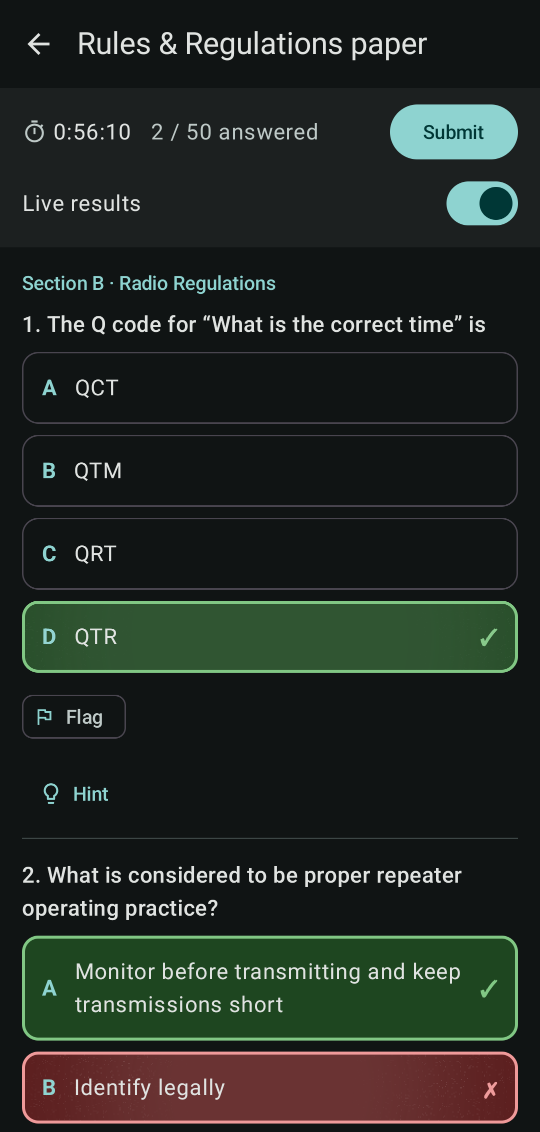 Rules & Regulations paper
0:56:10 2 / 50 answered Submit
Live results
Section B · Radio Regulations
1. The Q code for “What is the correct time” is
A QCT
B QTM
C QRT
D QTR ✓
Flag
Hint
2. What is considered to be proper repeater
operating practice?
A Monitor before transmitting and keep
transmissions short ✓
B Identify legally ✗